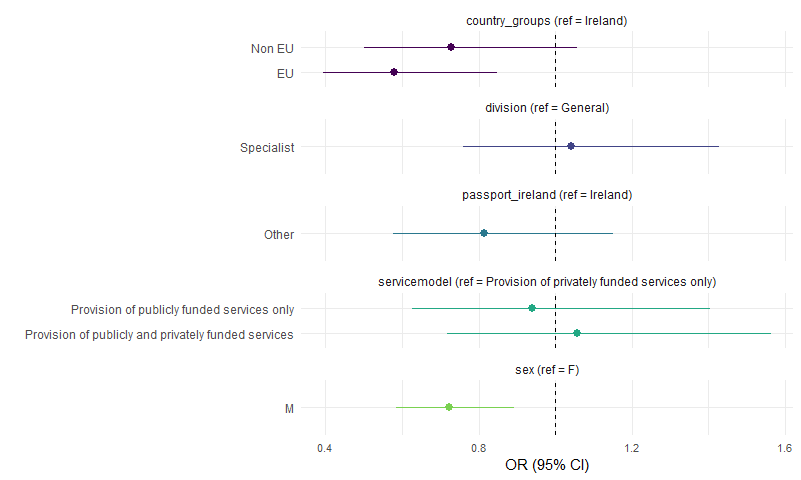 country_groups (ref = Ireland)
Non EU
EU
division (ref = General)
Specialist
passport_ireland (ref = Ireland)
Other
servicemodel (ref = Provision of privately funded services only)
Provision of publicly funded services only
Provision of publicly and privately funded services
sex (ref = F)
M
0.4 0.8 1.2 1.6
OR (95% CI)